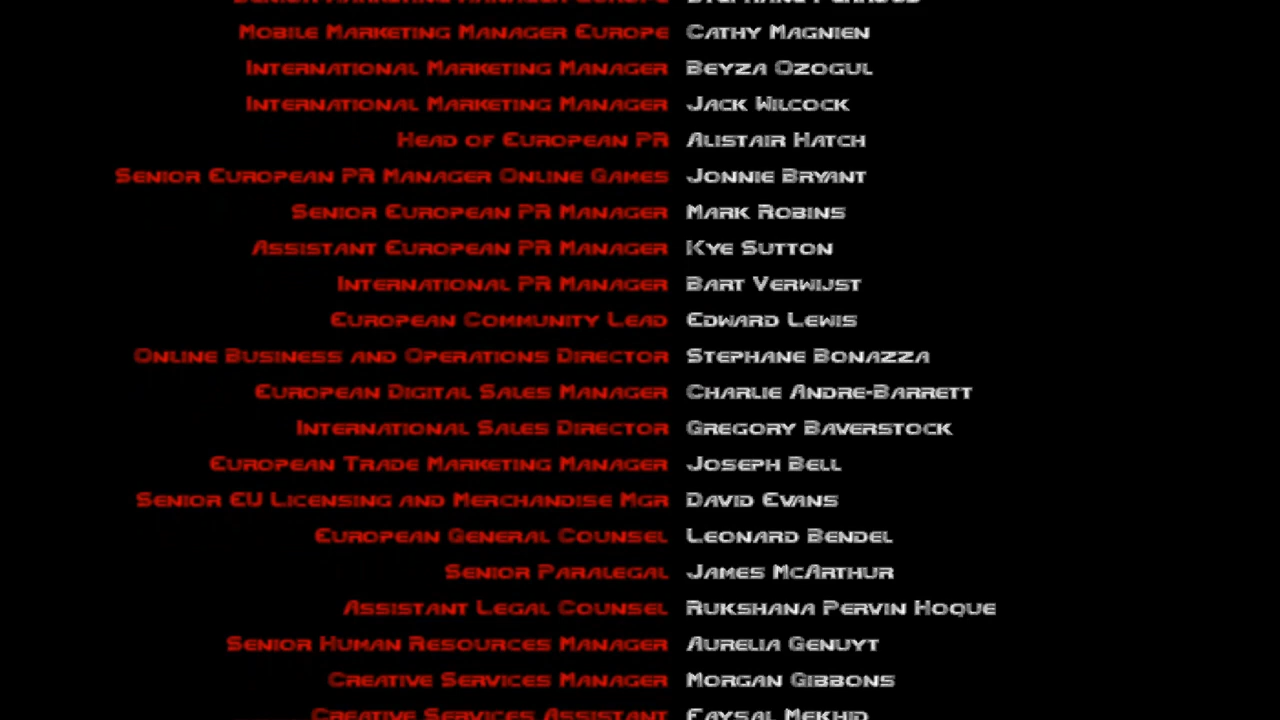 Mobile Marketing Manager Europe Cathy Magnien
International Marketing Manager Beyza Ozogul
International Marketing Manager Jack Wilcock
Head of European PR Alistair Hatch
Senior European PR Manager Online Games Jonnie Bryant
Senior European PR Manager Mark Robins
Assistant European PR Manager Kye Sutton
International PR Manager Bart Verwijst
European Community Lead Edward Lewis
Online Business and Operations Director Stephane Bonazza
European Digital Sales Manager Charlie Andre-Barrett
International Sales Director Gregory Baverstock
European Trade Marketing Manager Joseph Bell
Senior EU Licensing and Merchandise Mgr David Evans
European General Counsel Leonard Bendel
Senior Paralegal James McArthur
Assistant Legal Counsel Rukshana Pervin Hoque
Senior Human Resources Manager Aurelia Genuyt
Creative Services Manager Morgan Gibbons
Creative Services Assistant Faysal Mekhid